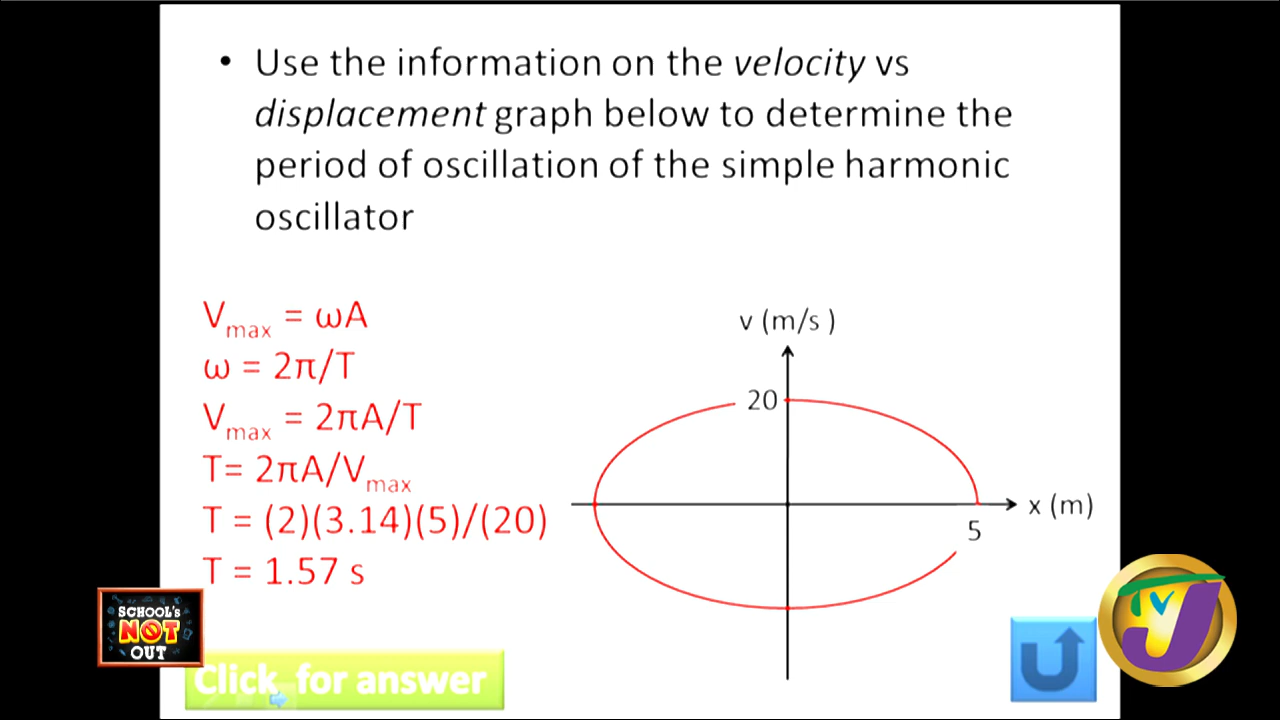 • Use the information on the velocity vs
displacement graph below to determine the
period of oscillation of the simple harmonic
oscillator
Vmax = ωA
ω = 2π/T
Vmax = 2πA/T
T= 2πA/Vmax
T = (2)(3.14)(5)/(20)
T = 1.57 s
v (m/s )
20
x (m)
5
SCHOOL's
NOT
OUT
Click for answer
TVJ